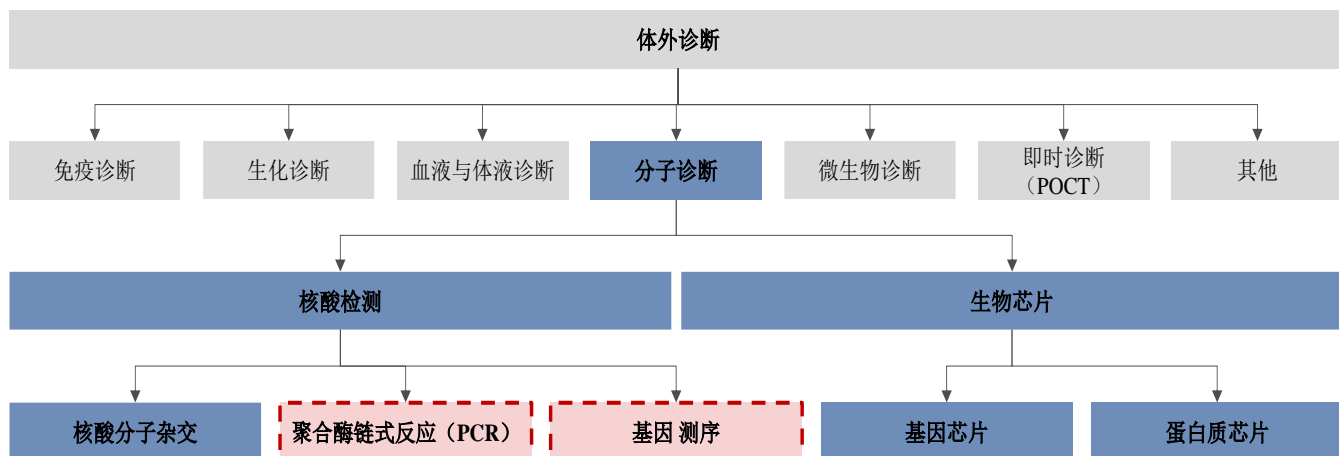 体外诊断
免疫诊断
生化诊断
血液与体液诊断
分子诊断
微生物诊断
即时诊断
（POCT）
其他
核酸检测
生物芯片
核酸分子杂交
聚合酶链式反应（PCR）
基因 测序
基因芯片
蛋白质芯片